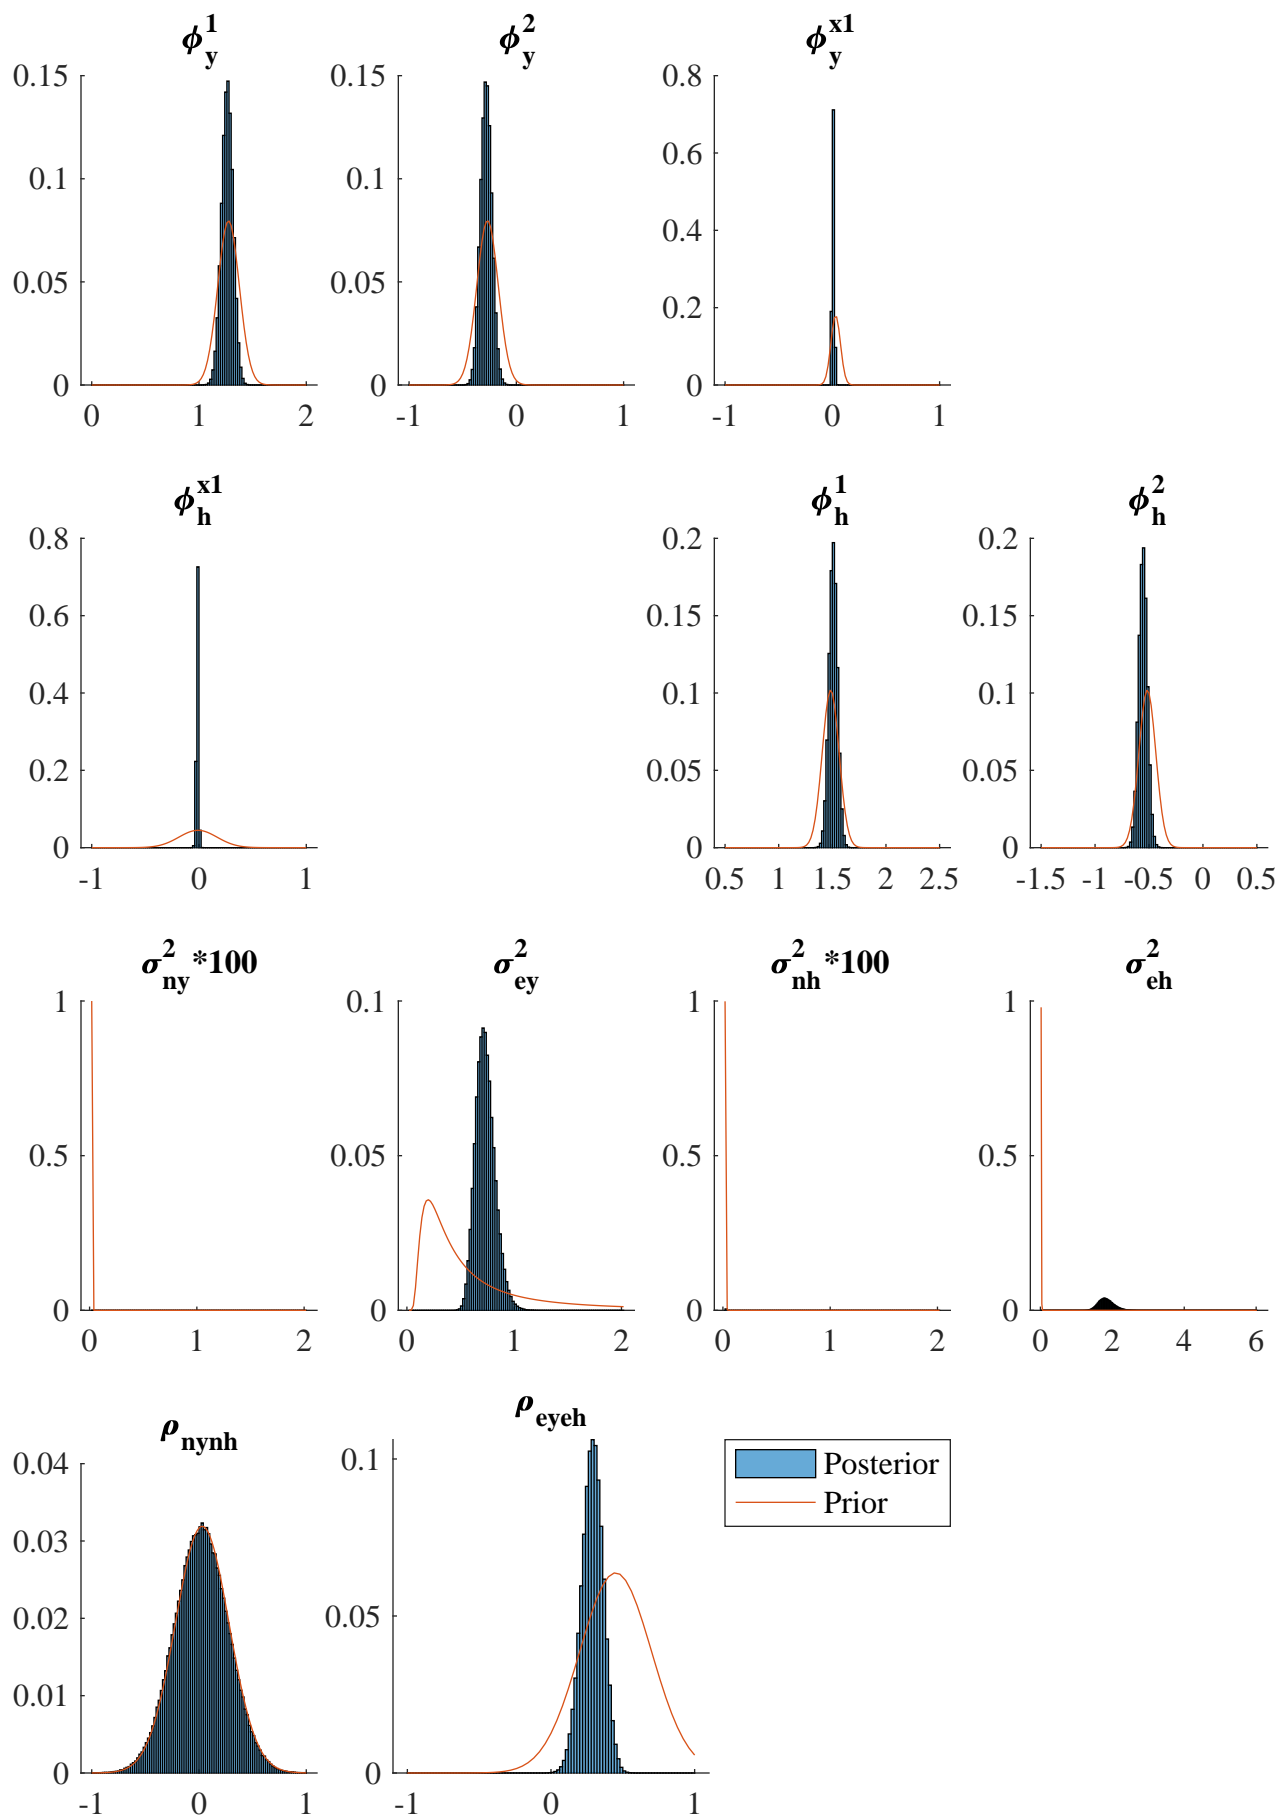 ϕ_y^1 ϕ_y^2 ϕ_y^x1
0.15 0.15 0.8
0.6
0.1 0.1
0.4
0.05 0.05
0.2
0 0 0
0 1 2 -1 0 1 -1 0 1
ϕ_h^x1 ϕ_h^1 ϕ_h^2
0.8 0.2 0.2
0.6 0.15 0.15
0.4 0.1 0.1
0.2 0.05 0.05
0 0 0
-1 0 1 0.5 1 1.5 2 2.5 -1.5 -1 -0.5 0 0.5
σ_ny^2*100 σ_ey^2 σ_nh^2*100 σ_eh^2
1 0.1 1 1
0.5 0.05 0.5 0.5
0 0 0 0
0 1 2 0 1 2 0 1 2 0 2 4 6
ρ_nynh ρ_eyeh
0.04 0.1 Posterior
0.03 Prior
0.02 0.05
0.01
0 0
-1 0 1 -1 0 1